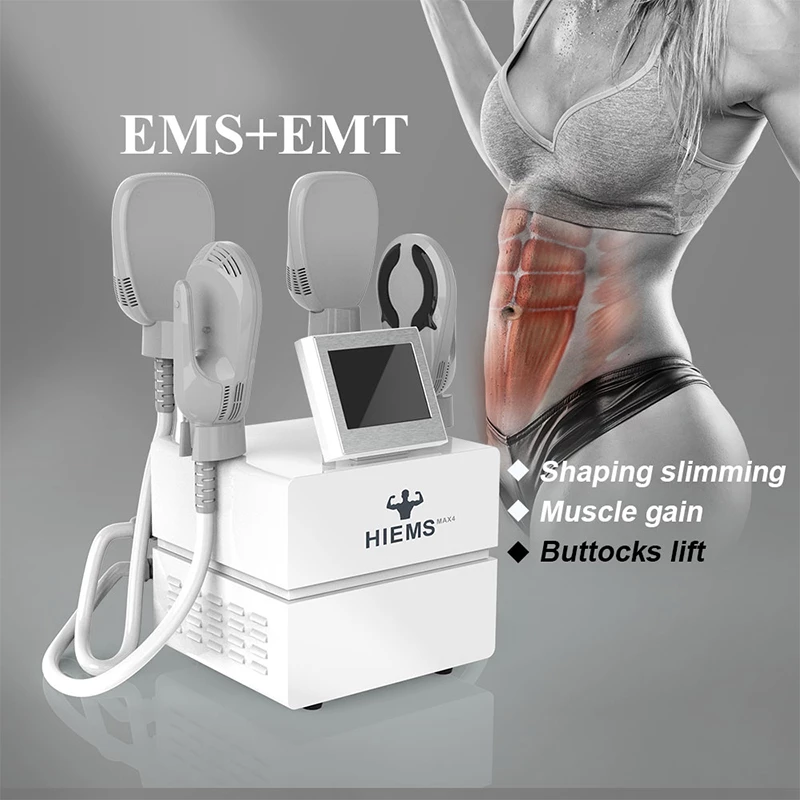 EMS+EMT
HIEMS MAX4
Shaping slimming
Muscle gain
Buttocks lift